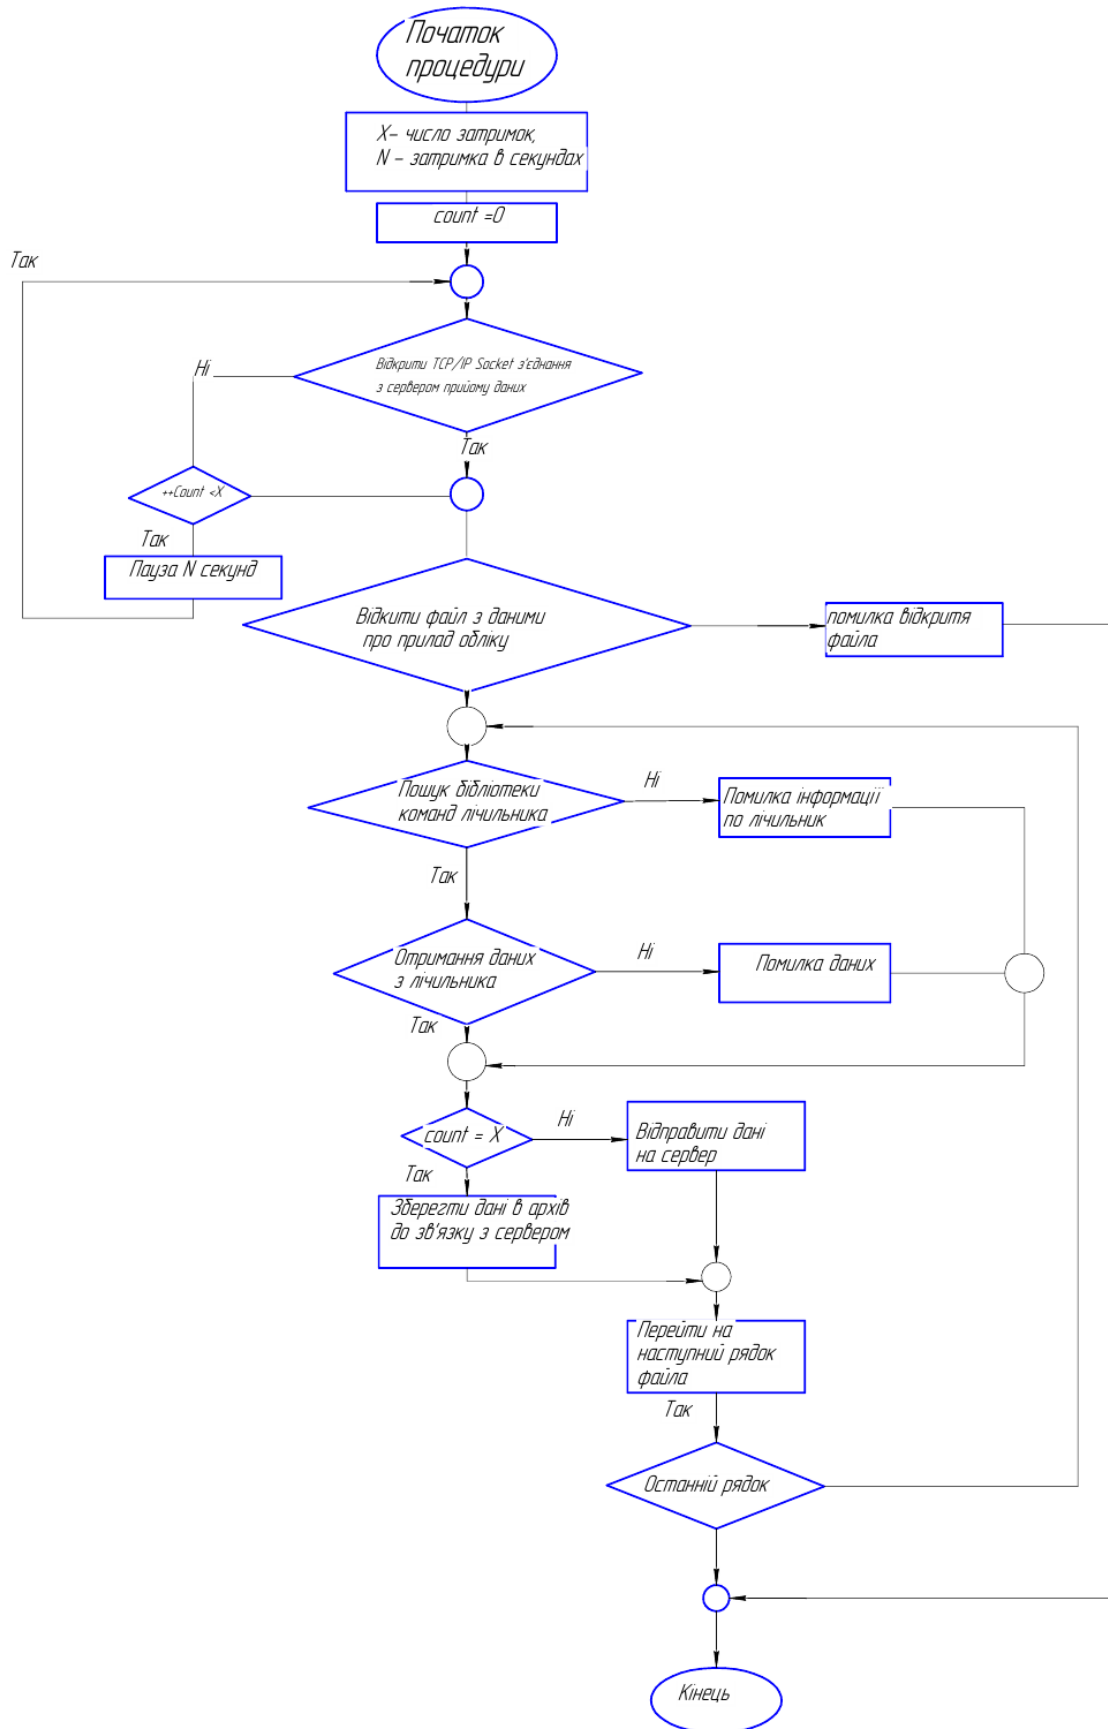 Початок
процедури
X- число затримок,
N - затримка в секундах
count =0
Так
Відкрити TCP/IP Socket з'єднання
з сервером прийому даних
Ні
Так
++Count <X
Так
Пауза N секунд
Відкити файл з даними
про прилад обліку
помилка відкритя
файла
Пошук бібліотеки
команд лічильника
Ні
Помилка інформації
по лічильник
Так
Отримання даних
з лічильника
Ні
Помилка даних
Так
count = X
Ні
Відправити дані
на сервер
Так
Зберегти дані в архів
до зв'язку з сервером
Перейти на
наступний рядок
файла
Так
Останній рядок
Кінець